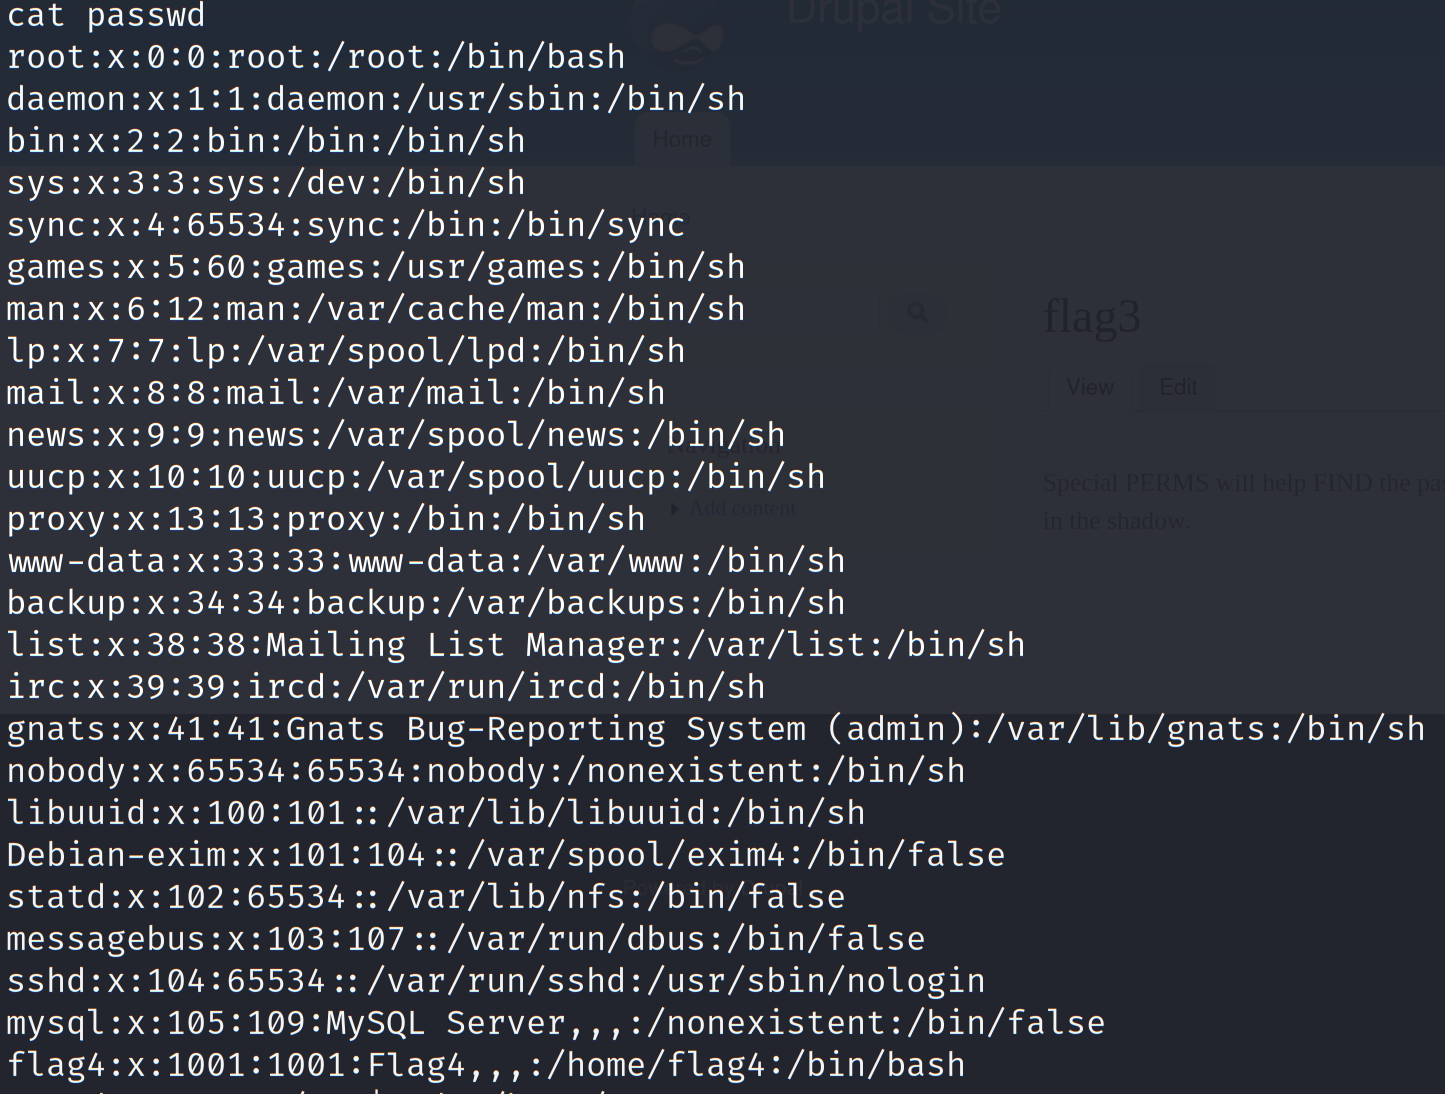 cat passwd
root:x:0:0:root:/root:/bin/bash
daemon:x:1:1:daemon:/usr/sbin:/bin/sh
bin:x:2:2:bin:/bin:/bin/sh
sys:x:3:3:sys:/dev:/bin/sh
sync:x:4:65534:sync:/bin:/bin/sync
games:x:5:60:games:/usr/games:/bin/sh
man:x:6:12:man:/var/cache/man:/bin/sh
lp:x:7:7:lp:/var/spool/lpd:/bin/sh
mail:x:8:8:mail:/var/mail:/bin/sh
news:x:9:9:news:/var/spool/news:/bin/sh
uucp:x:10:10:uucp:/var/spool/uucp:/bin/sh
proxy:x:13:13:proxy:/bin:/bin/sh
www-data:x:33:33:www-data:/var/www:/bin/sh
backup:x:34:34:backup:/var/backups:/bin/sh
list:x:38:38:Mailing List Manager:/var/list:/bin/sh
irc:x:39:39:ircd:/var/run/ircd:/bin/sh
gnats:x:41:41:Gnats Bug-Reporting System (admin):/var/lib/gnats:/bin/sh
nobody:x:65534:65534:nobody:/nonexistent:/bin/sh
libuuid:x:100:101::/var/lib/libuuid:/bin/sh
Debian-exim:x:101:104::/var/spool/exim4:/bin/false
statd:x:102:65534::/var/lib/nfs:/bin/false
messagebus:x:103:107::/var/run/dbus:/bin/false
sshd:x:104:65534::/var/run/sshd:/usr/sbin/nologin
mysql:x:105:109:MySQL Server,,,:/nonexistent:/bin/false
flag4:x:1001:1001:Flag4,,,:/home/flag4:/bin/bash
Drupal Site
Home
Home
flag3
View Edit
Navigation
Add content
Special PERMS will help FIND the
in the shadow.